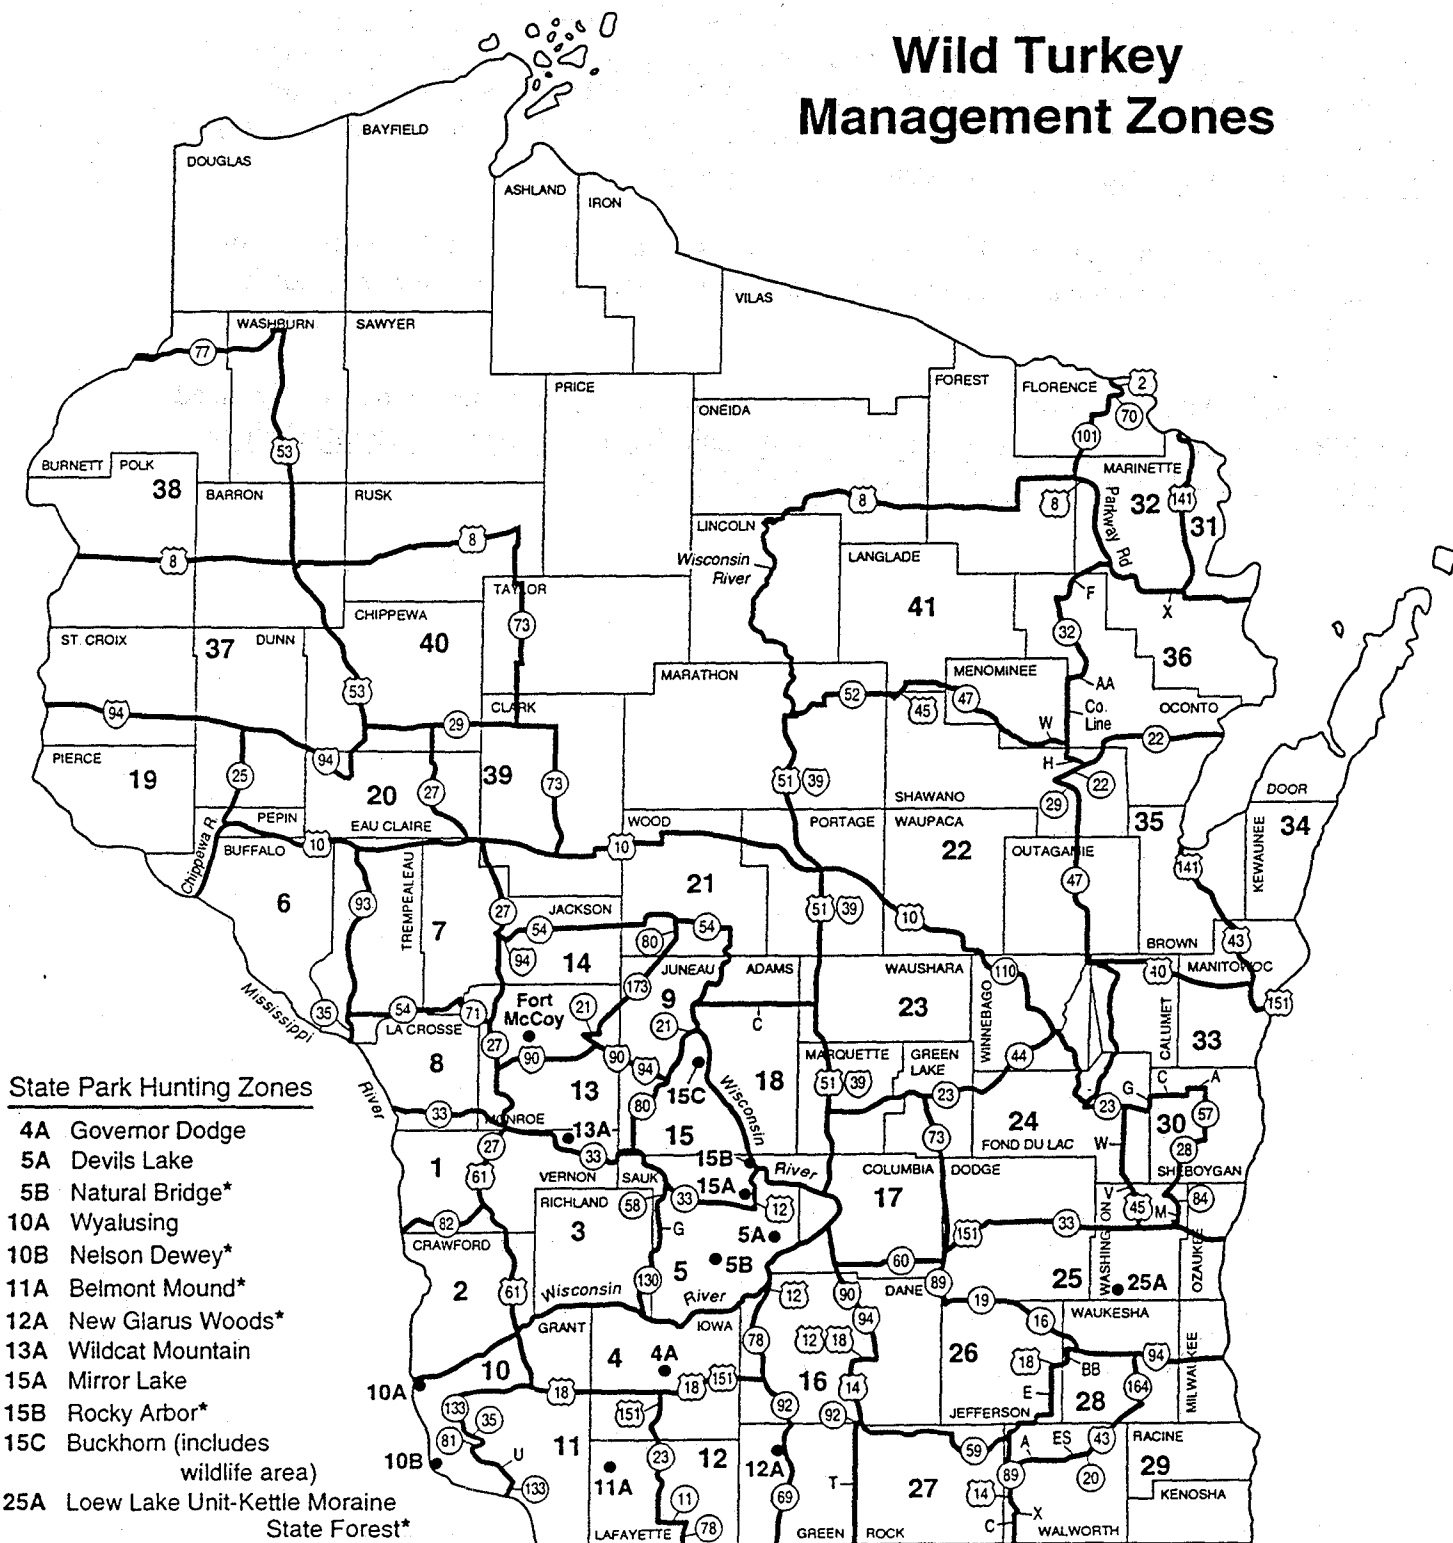 Wild Turkey
Management Zones
BAYFIELD
DOUGLAS
ASHLAND
IRON
VILAS
WASHBURN
SAWYER
77
PRICE
FOREST
FLORENCE
2
ONEIDA
70
101
53
BURNETT
POLK
38
BARRON
RUSK
MARINETTE
8
8
Parkway Rd
32
141
31
LINCOLN
8
8
Wisconsin
River
LANGLADE
TAYLOR
F
X
CHIPPEWA
41
ST. CROIX
37
DUNN
40
73
32
36
MARATHON
MENOMINEE
AA
53
52
45
47
Co.
Line
OCONTO
94
29
CLARK
W
22
PIERCE
19
94
H
25
20
27
39
73
51
39
22
29
SHAWANO
DOOR
PEPIN
EAU CLAIRE
WOOD
PORTAGE
WAUPACA
35
34
Chippewa R.
10
BUFFALO
10
22
OUTAGAMIE
KEWAUNEE
141
6
93
TREMPEALEAU
7
27
21
47
JACKSON
51
39
10
54
80
54
43
BROWN
94
14
JUNEAU
ADAMS
WAUSHARA
110
40
MANITOWOC
Mississippi
River
35
54
71
Fort
McCoy
21
173
9
23
WINNEBAGO
CALUMET
151
LA CROSSE
C
21
33
8
27
90
90
94
MARQUETTE
GREEN
LAKE
44
State Park Hunting Zones
13
15C
Wisconsin
18
51
39
23
24
G
C
A
23
30
57
4A Governor Dodge
33
MONROE
80
13A
15
73
FOND DU LAC
W
28
5A Devils Lake
1
27
33
15B
River
COLUMBIA
DODGE
SHEBOYGAN
61
VERNON
SAUK
15A
17
5B Natural Bridge*
RICHLAND
58
33
12
V
45
M
84
10A Wyalusing
82
3
G
5A
151
33
WASHINGTON
OZAUKEE
10B Nelson Dewey*
CRAWFORD
5
5B
60
25
25A
11A Belmont Mound*
2
61
Wisconsin
130
River
12
90
DANE
89
19
WAUKESHA
12A New Glarus Woods*
GRANT
IOWA
94
16
13A Wildcat Mountain
10
4
4A
78
12
18
26
18
BB
94
MILWAUKEE
15A Mirror Lake
10A
18
18
151
16
14
E
28
164
15B Rocky Arbor*
133
35
151
92
92
JEFFERSON
15C Buckhorn (includes
wildlife area)
81
U
11
23
12
59
A
ES
43
RACINE
10B
133
11A
12A
T
89
20
29
25A Loew Lake Unit-Kettle Moraine
State Forest*
11
69
27
14
X
KENOSHA
LAFAYETTE
78
GREEN
ROCK
C
WALWORTH